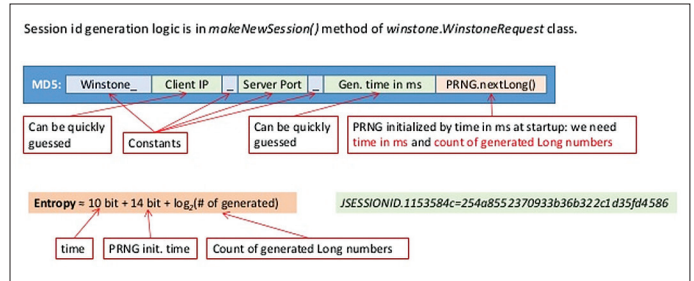 Session id generation logic is in makeNewSession() method of winstone.WinstoneRequest class.
MD5: Winstone_ Client IP _ Server Port _ Gen. time in ms PRNG.nextLong()
Can be quickly
guessed
Constants
Can be quickly
guessed
PRNG initialized by time in ms at startup: we need
time in ms and count of generated Long numbers
Entropy ≈ 10 bit + 14 bit + log₂(# of generated)
JSESSIONID.1153584c=254a8552370933b36b322c1d35fd4586
time
PRNG init. time
Count of generated Long numbers